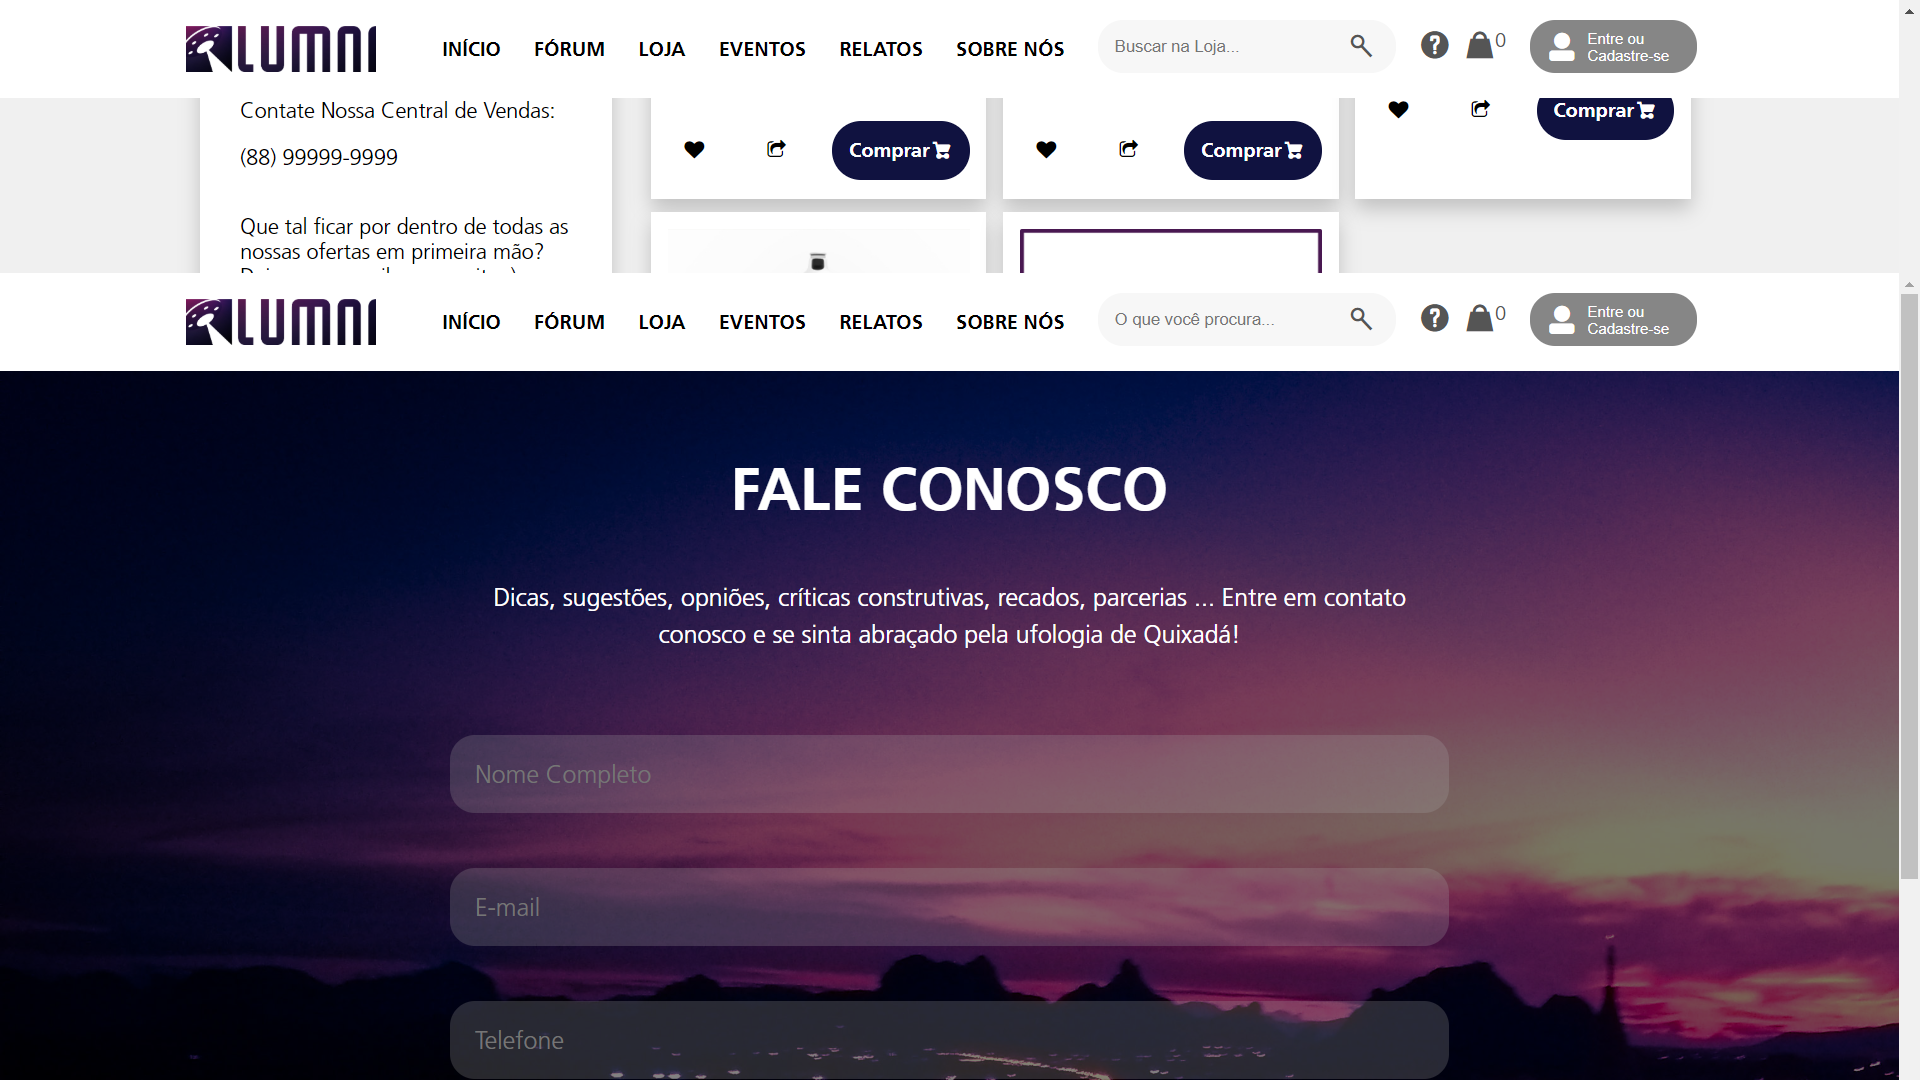 LUMNI
INÍCIO FÓRUM LOJA EVENTOS RELATOS SOBRE NÓS
Buscar na Loja...
0
Entre ou
Cadastre-se
Contate Nossa Central de Vendas:
(88) 99999-9999
Que tal ficar por dentro de todas as
nossas ofertas em primeira mão?
Comprar
Comprar
Comprar
LUMNI
INÍCIO FÓRUM LOJA EVENTOS RELATOS SOBRE NÓS
O que você procura...
0
Entre ou
Cadastre-se
FALE CONOSCO
Dicas, sugestões, opniões, críticas construtivas, recados, parcerias ... Entre em contato
conosco e se sinta abraçado pela ufologia de Quixadá!
Nome Completo
E-mail
Telefone